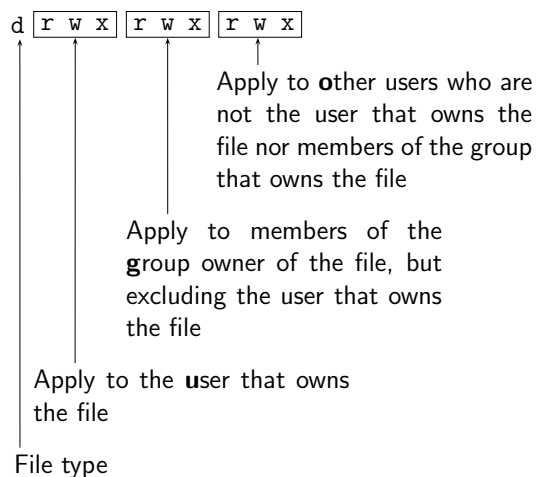 d r w x r w x r w x
Apply to other users who are
not the user that owns the
file nor members of the group
that owns the file
Apply to members of the
group owner of the file, but
excluding the user that owns
the file
Apply to the user that owns
the file
File type